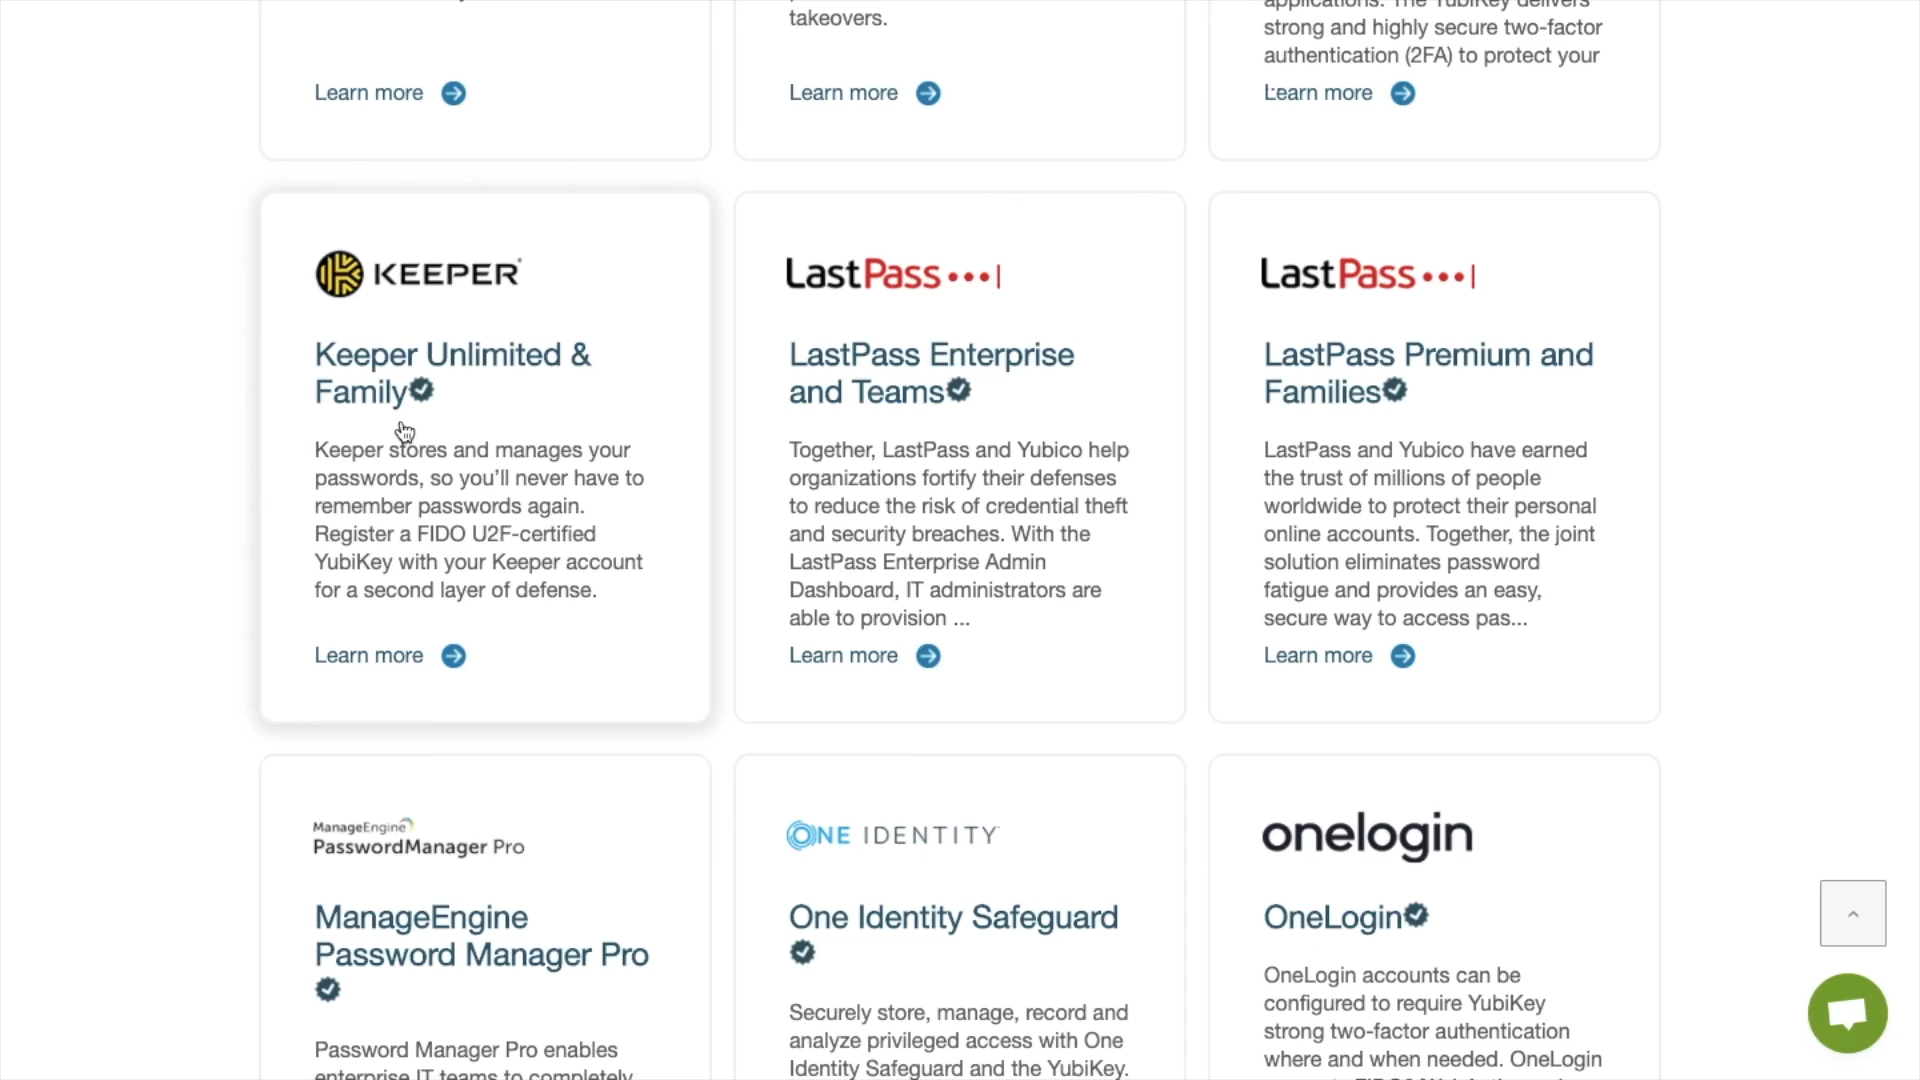 takeovers.
applications. The YubiKey delivers
strong and highly secure two-factor
authentication (2FA) to protect your
Learn more
Learn more
Learn more
KEEPER
Keeper Unlimited &
Family
Keeper stores and manages your
passwords, so you’ll never have to
remember passwords again.
Register a FIDO U2F-certified
YubiKey with your Keeper account
for a second layer of defense.
Learn more
LastPass
LastPass Enterprise
and Teams
Together, LastPass and Yubico help
organizations fortify their defenses
to reduce the risk of credential theft
and security breaches. With the
LastPass Enterprise Admin
Dashboard, IT administrators are
able to provision ...
Learn more
LastPass
LastPass Premium and
Families
LastPass and Yubico have earned
the trust of millions of people
worldwide to protect their personal
online accounts. Together, the joint
solution eliminates password
fatigue and provides an easy,
secure way to access pas...
Learn more
ManageEngine
PasswordManager Pro
ManageEngine
Password Manager Pro
Password Manager Pro enables
enterprise IT teams to completely
ONE IDENTITY
One Identity Safeguard
Securely store, manage, record and
analyze privileged access with One
Identity Safeguard and the YubiKey.
onelogin
OneLogin
OneLogin accounts can be
configured to require YubiKey
strong two-factor authentication
where and when needed. OneLogin